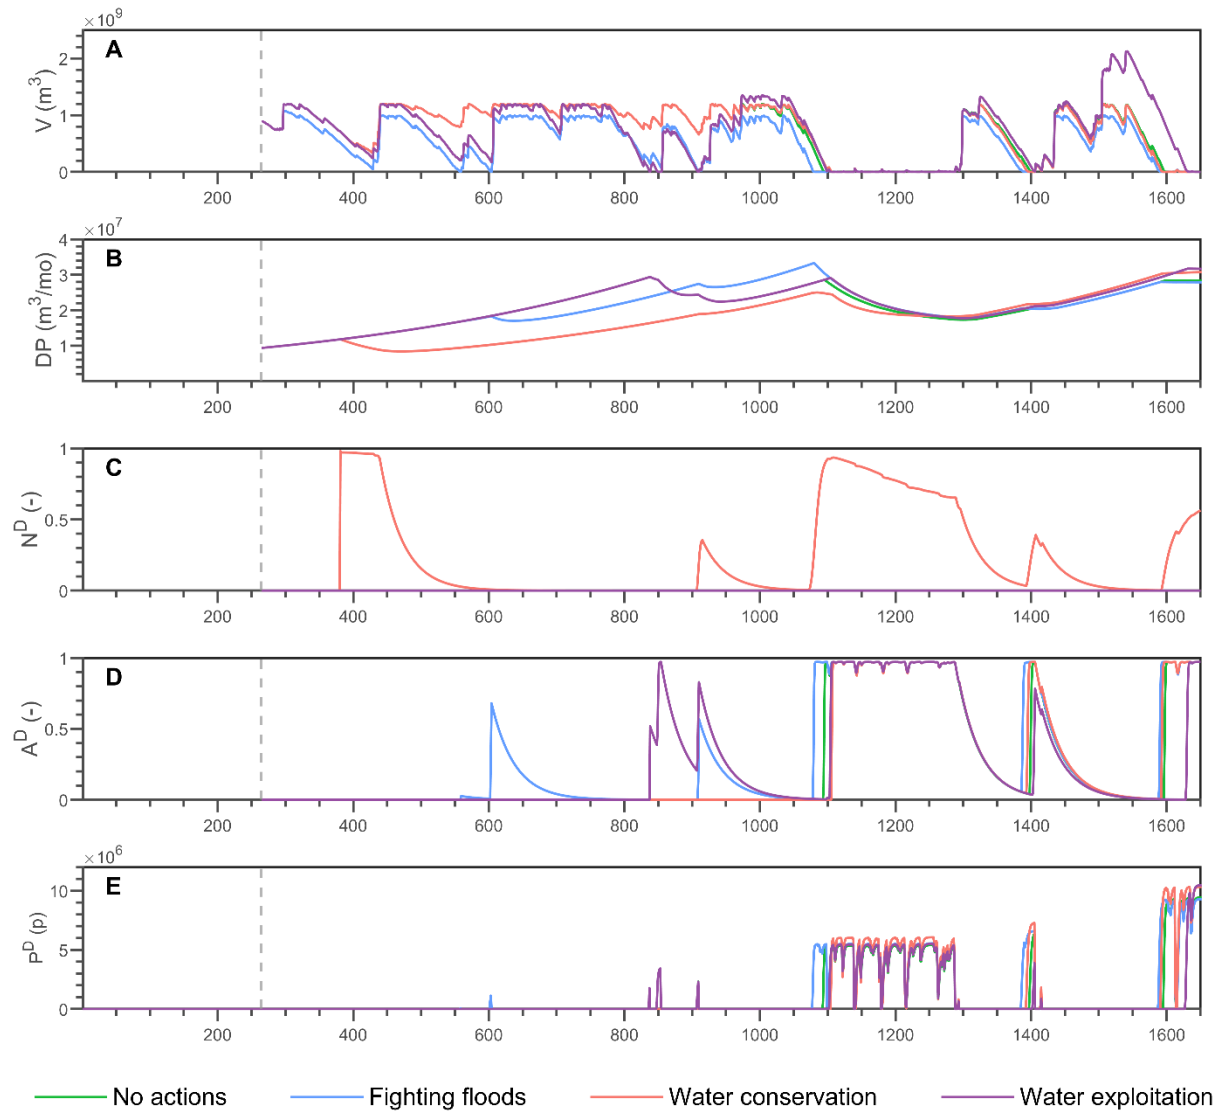 ×10⁹
A
V (m³)
2
1
0
200 400 600 800 1000 1200 1400 1600
×10⁷
B
DP (m³/mo)
4
3
2
1
200 400 600 800 1000 1200 1400 1600
C
Nᴰ (-)
1
0.5
0
200 400 600 800 1000 1200 1400 1600
D
Aᴰ (-)
1
0.5
0
200 400 600 800 1000 1200 1400 1600
×10⁶
E
Pᴰ (p)
10
5
0
200 400 600 800 1000 1200 1400 1600
No actions Fighting floods Water conservation Water exploitation